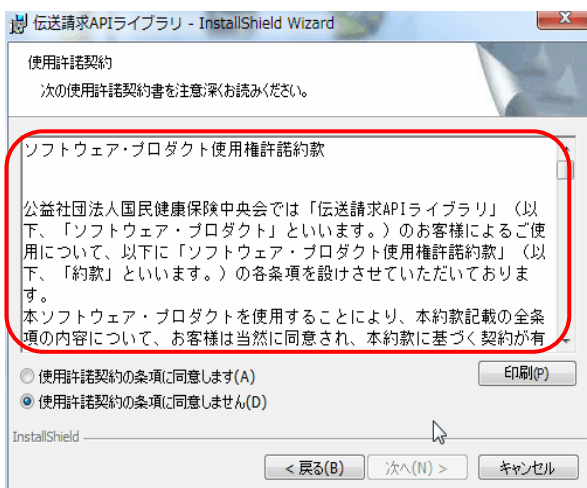 伝送請求APIライブラリ - InstallShield Wizard
使用許諾契約
次の使用許諾契約書を注意深くお読みください。
ソフトウェア・プロダクト使用権許諾約款
公益社団法人国民健康保険中央会では「伝送請求APIライブラリ」（以
下、「ソフトウェア・プロダクト」といいます。）のお客様によるご使
用について、以下に「ソフトウェア・プロダクト使用権許諾約款」（以
下、「約款」といいます。）の各条項を設けさせていただいておりま
す。
本ソフトウェア・プロダクトを使用することにより、本約款記載の全条
項の内容について、お客様は当然に同意され、本約款に基づく契約が有
使用許諾契約の条項に同意します(A)
印刷(P)
使用許諾契約の条項に同意しません(D)
InstallShield
< 戻る(B)
次へ(N) >
キャンセル